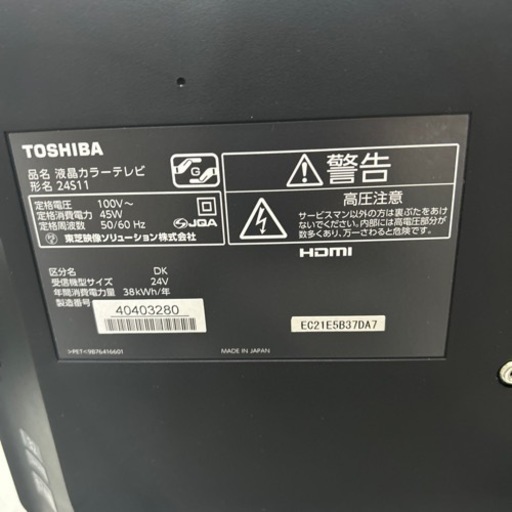 TOSHIBA
品名 液晶カラーテレビ
形名 24S11
定格電圧 100V~
定格消費電力 45W
定格周波数 50/60 Hz
JQA
東芝映像ソリューション株式会社
G
警告
高圧注意
サービスマン以外の方は裏ぶたをあけ
ないでください。内部には高電圧部分が
数多くあり、万一さわると危険です。
HDMI
区分名 DK
受信機型サイズ 24V
年間消費電力量 38kWh/年
製造番号
40403280
EC21E5B37DA7
>PET<9B76416601
MADE IN JAPAN